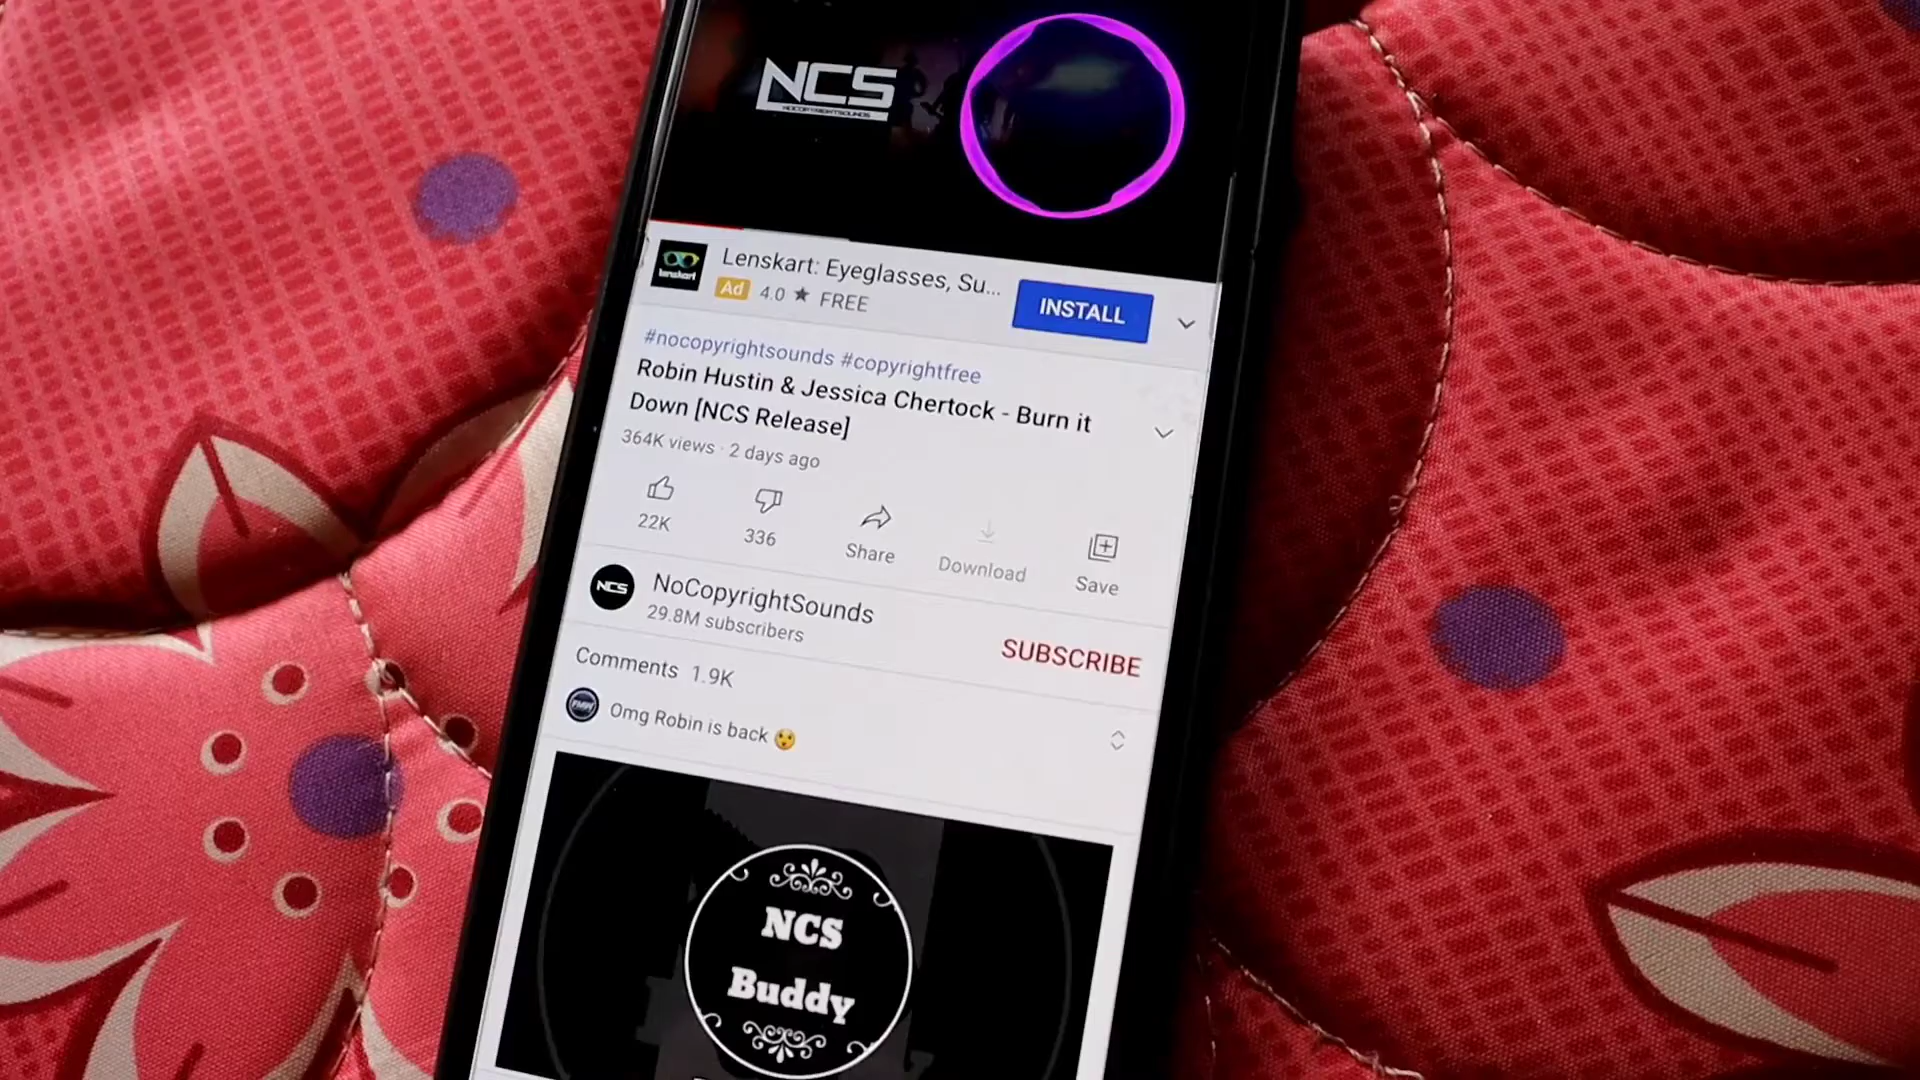 NCS
NOCOPYRIGHTSOUNDS
lenskart
Lenskart: Eyeglasses, Su...
Ad 4.0 ★ FREE
INSTALL
#nocopyrightsounds #copyrightfree
Robin Hustin & Jessica Chertock - Burn it
Down [NCS Release]
364K views · 2 days ago
22K
336
Share
Download
Save
NCS
NoCopyrightSounds
29.8M subscribers
SUBSCRIBE
Comments 1.9K
Omg Robin is back 😲
NCS
Buddy